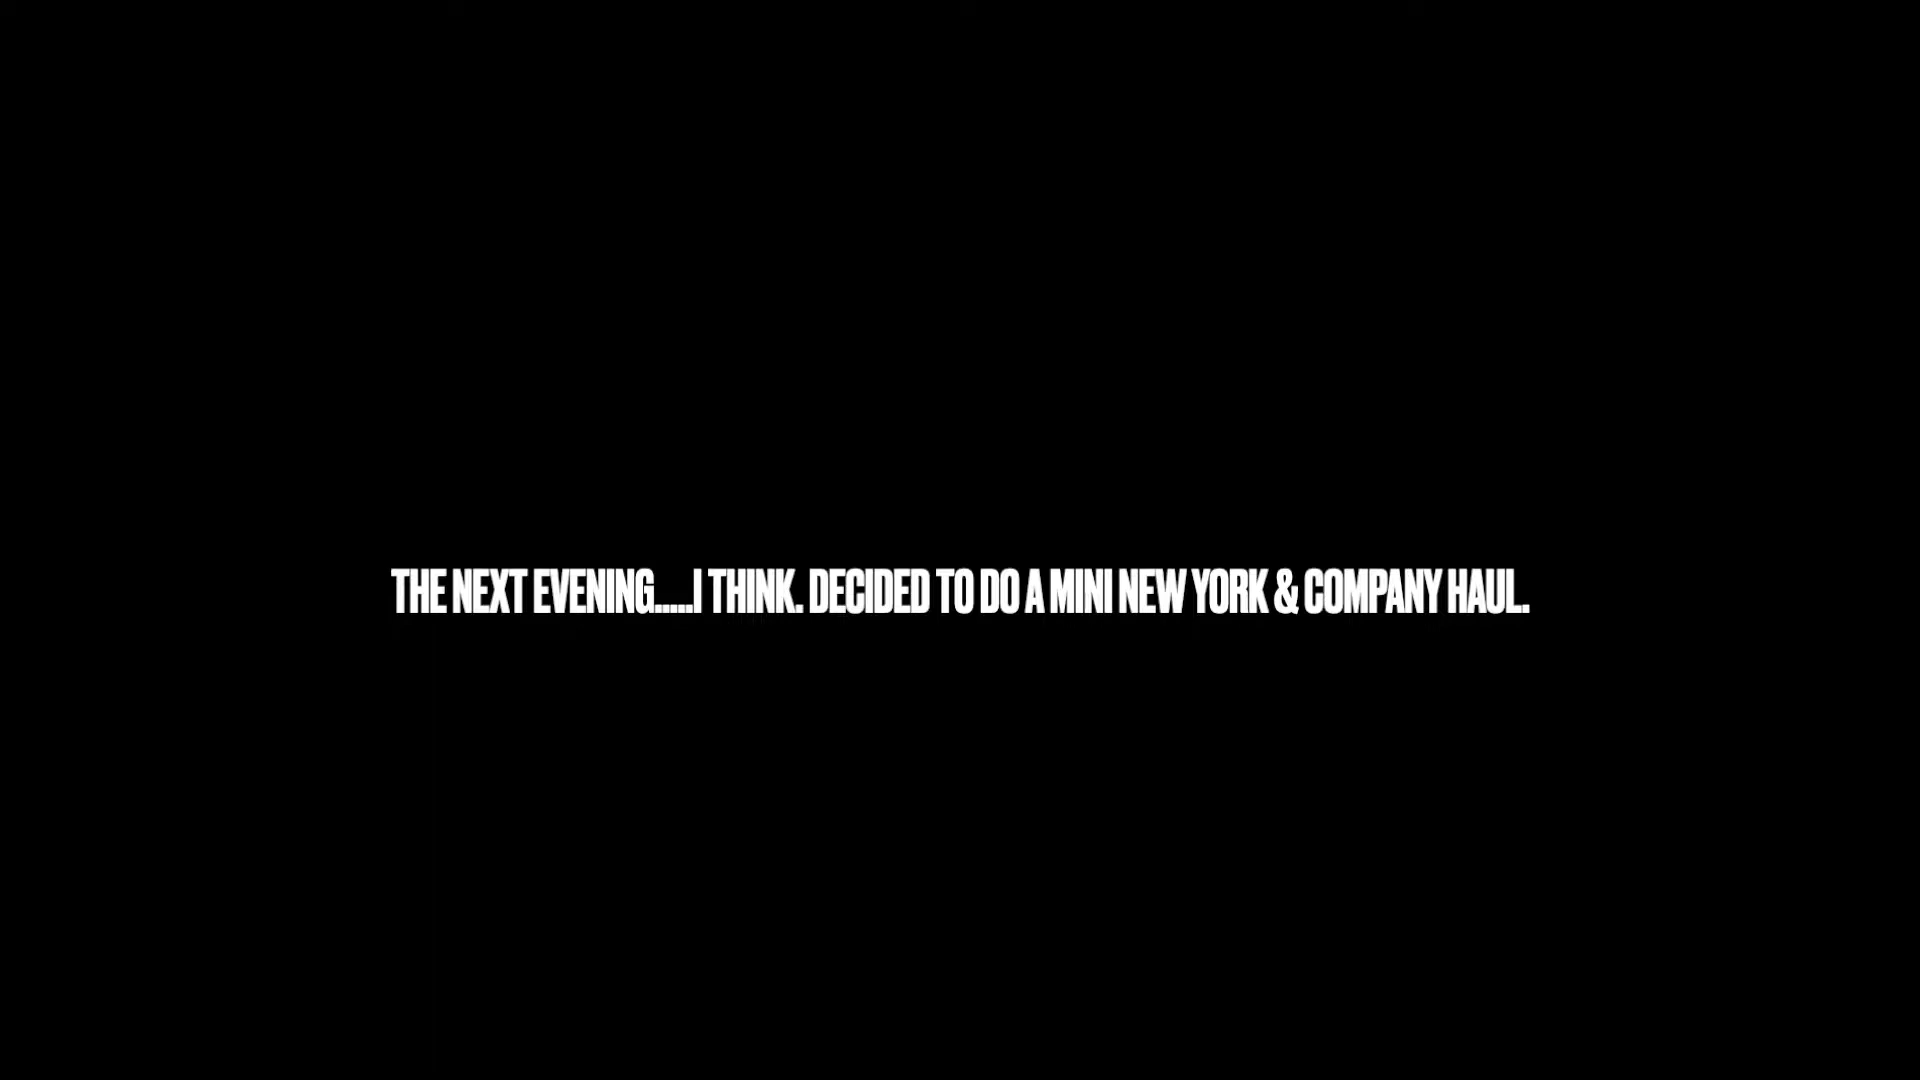 THE NEXT EVENING.....I THINK. DECIDED TO DO A MINI NEW YORK & COMPANY HAUL.